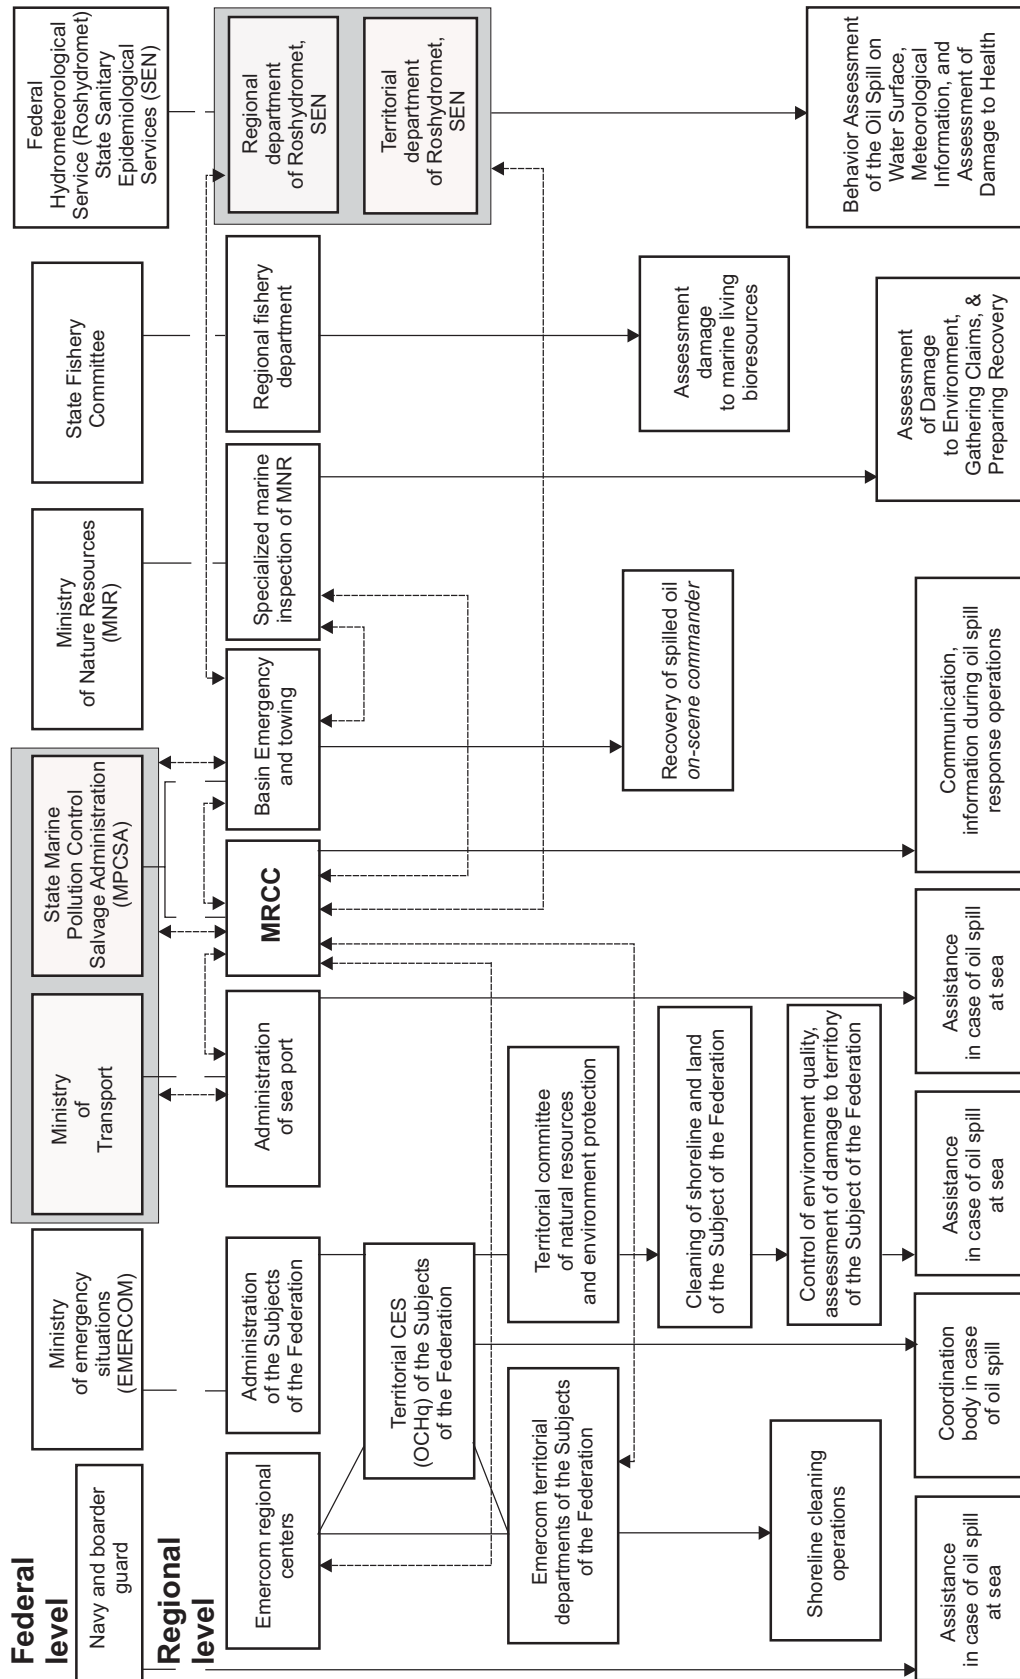 Federal
level
Navy and boarder
guard
Ministry
of emergency
situations
(EMERCOM)
Ministry
of
Transport
State Marine
Pollution Control
Salvage Administration
(MPCSA)
Ministry
of Nature Resources
(MNR)
State Fishery
Committee
Federal
Hydrometeorological
Service (Roshydromet)
State Sanitary
Epidemiological
Services (SEN)
Regional
level
Emercom regional
centers
Administration
of the Subjects
of the Federation
Administration
of sea port
MRCC
Basin Emergency
and towing
Specialized marine
inspection of MNR
Regional fishery
department
Regional
department
of Roshydromet,
SEN
Territorial
department
of Roshydromet,
SEN
Territorial CES
(OCHq) of the Subjects
of the Federation
Emercom territorial
departments of the Subjects
of the Federation
Territorial committee
of natural resources
and environment protection
Cleaning of shoreline and land
of the Subject of the Federation
Control of environment quality,
assessment of damage to territory
of the Subject of the Federation
Shoreline cleaning
operations
Recovery of spilled oil
on-scene commander
Assessment
damage
to marine living
bioresources
Assessment
of Damage
to Environment,
Gathering Claims, &
Preparing Recovery
Behavior Assessment
of the Oil Spill on
Water Surface,
Meteorological
Information, and
Assessment of
Damage to Health
Assistance
in case of oil spill
at sea
Coordination
body in case
of oil spill
Assistance
in case of oil spill
at sea
Assistance
in case of oil spill
at sea
Communication,
information during oil spill
response operations